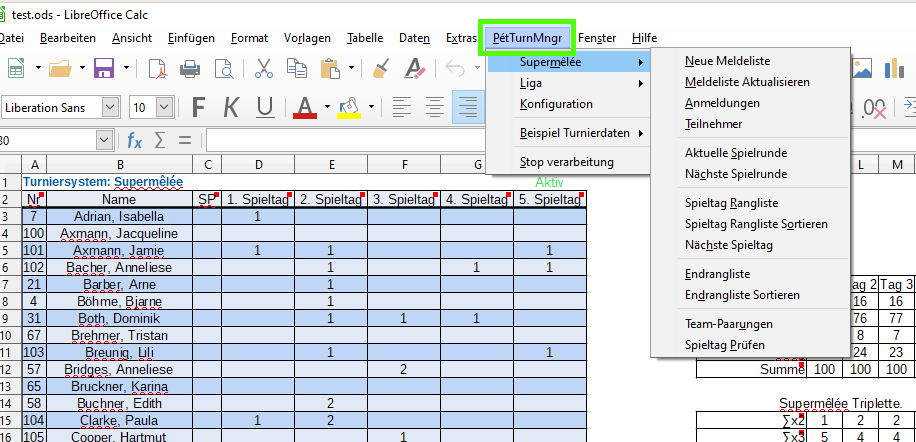 test.ods - LibreOffice Calc
Datei Bearbeiten Ansicht Einfügen Format Vorlagen Tabelle Daten Extras PétTurnMngr Fenster Hilfe
Supermêlée
Liga
Konfiguration
Beispiel Turnierdaten
Stop verarbeitung
Neue Meldeliste
Meldeliste Aktualisieren
Anmeldungen
Teilnehmer
Aktuelle Spielrunde
Nächste Spielrunde
Spieltag Rangliste
Spieltag Rangliste Sortieren
Nächste Spieltag
Endrangliste
Endrangliste Sortieren
Team-Paarungen
Spieltag Prüfen
Liberation Sans 10 F K U A
fx Σ =
A B C D E F G L M
1 Turniersystem: Supermêlée Aktiv
2 Nr Name SP 1. Spieltag 2. Spieltag 3. Spieltag 4. Spieltag 5. Spieltag
3 7 Adrian, Isabella 1
4 100 Axmann, Jacqueline
5 101 Axmann, Jamie 1 1 1
6 102 Bacher, Anneliese 1 1 1
7 21 Barber, Arne 1
8 4 Böhme, Bjarne 1
9 31 Both, Dominik 1 1 1
10 67 Brehmer, Tristan
11 103 Breunig, Lili 1 1
12 57 Bridges, Anneliese 2
13 65 Bruckner, Karina
14 58 Buchner, Edith 2
15 104 Clarke, Paula 1 2
16 105 Cooper, Hartmut 1
Tag 2 Tag 3
16 16
76 77
8 7
24 23
Summe 100 100 100
Supermêlée Triplette.
∑x2 1 2 2
∑x3 5 4 4